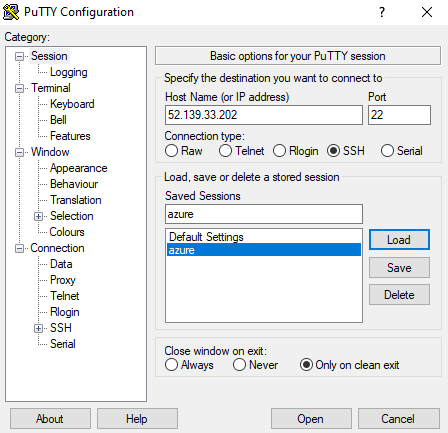 PuTTY Configuration
? ×
Category:
Session
Logging
Terminal
Keyboard
Bell
Features
Window
Appearance
Behaviour
Translation
Selection
Colours
Connection
Data
Proxy
Telnet
Rlogin
SSH
Serial
Basic options for your PuTTY session
Specify the destination you want to connect to
Host Name (or IP address) Port
52.139.33.202 22
Connection type:
Raw Telnet Rlogin SSH Serial
Load, save or delete a stored session
Saved Sessions
azure
Default Settings
azure
Load
Save
Delete
Close window on exit:
Always Never Only on clean exit
About Help Open Cancel